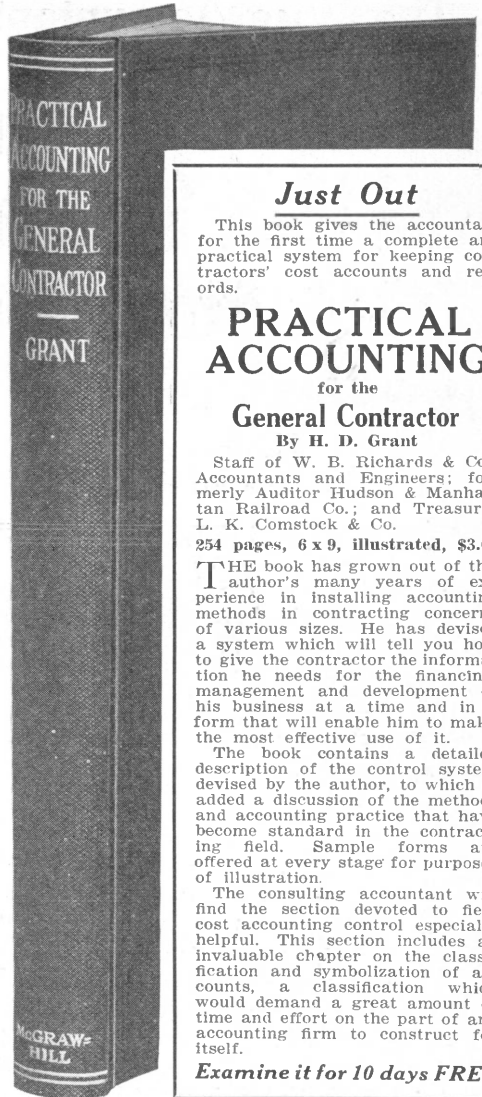 PRACTICAL
ACCOUNTING
FOR THE
GENERAL
CONTRACTOR
GRANT
McGRAW=
HILL
Just Out
This book gives the accounta
for the first time a complete a
practical system for keeping co
tractors' cost accounts and re
ords.
PRACTICAL
ACCOUNTING
for the
General Contractor
By H. D. Grant
Staff of W. B. Richards & Co
Accountants and Engineers; fo
merly Auditor Hudson & Manha
tan Railroad Co.; and Treasur
L. K. Comstock & Co.
254 pages, 6 x 9, illustrated, $3.
THE book has grown out of th
author's many years of ex
perience in installing accountin
methods in contracting concern
of various sizes. He has devise
a system which will tell you ho
to give the contractor the inform
tion he needs for the financin
management and development
his business at a time and in
form that will enable him to mak
the most effective use of it.
The book contains a detaile
description of the control syste
devised by the author, to which
added a discussion of the metho
and accounting practice that hav
become standard in the contrac
ing field. Sample forms a
offered at every stage for purpose
of illustration.
The consulting accountant w
find the section devoted to fie
cost accounting control especial
helpful. This section includes a
invaluable chapter on the class
fication and symbolization of a
counts, a classification whic
would demand a great amount
time and effort on the part of a
accounting firm to construct f
itself.
Examine it for 10 days FRE